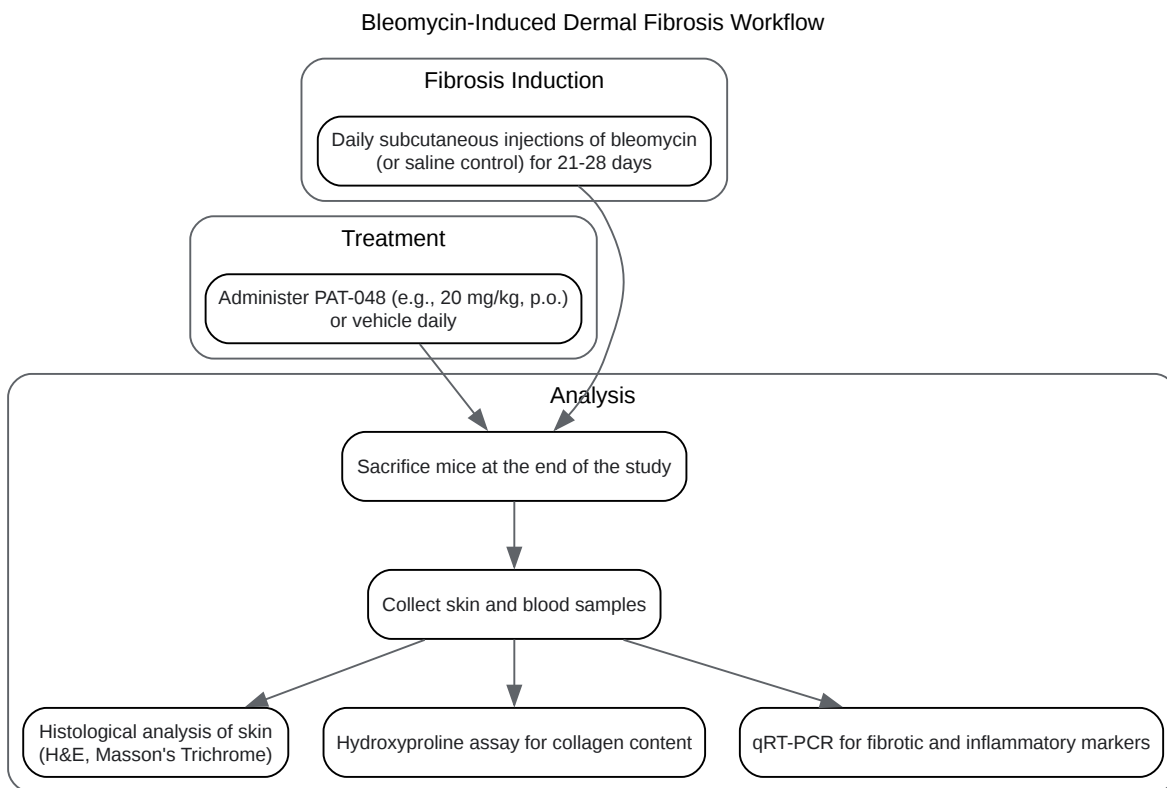 Bleomycin-Induced Dermal Fibrosis Workflow
Fibrosis Induction
Daily subcutaneous injections of bleomycin
(or saline control) for 21-28 days
Treatment
Administer PAT-048 (e.g., 20 mg/kg, p.o.)
or vehicle daily
Analysis
Sacrifice mice at the end of the study
Collect skin and blood samples
Histological analysis of skin
(H&E, Masson's Trichrome)
Hydroxyproline assay for collagen content
qRT-PCR for fibrotic and inflammatory markers